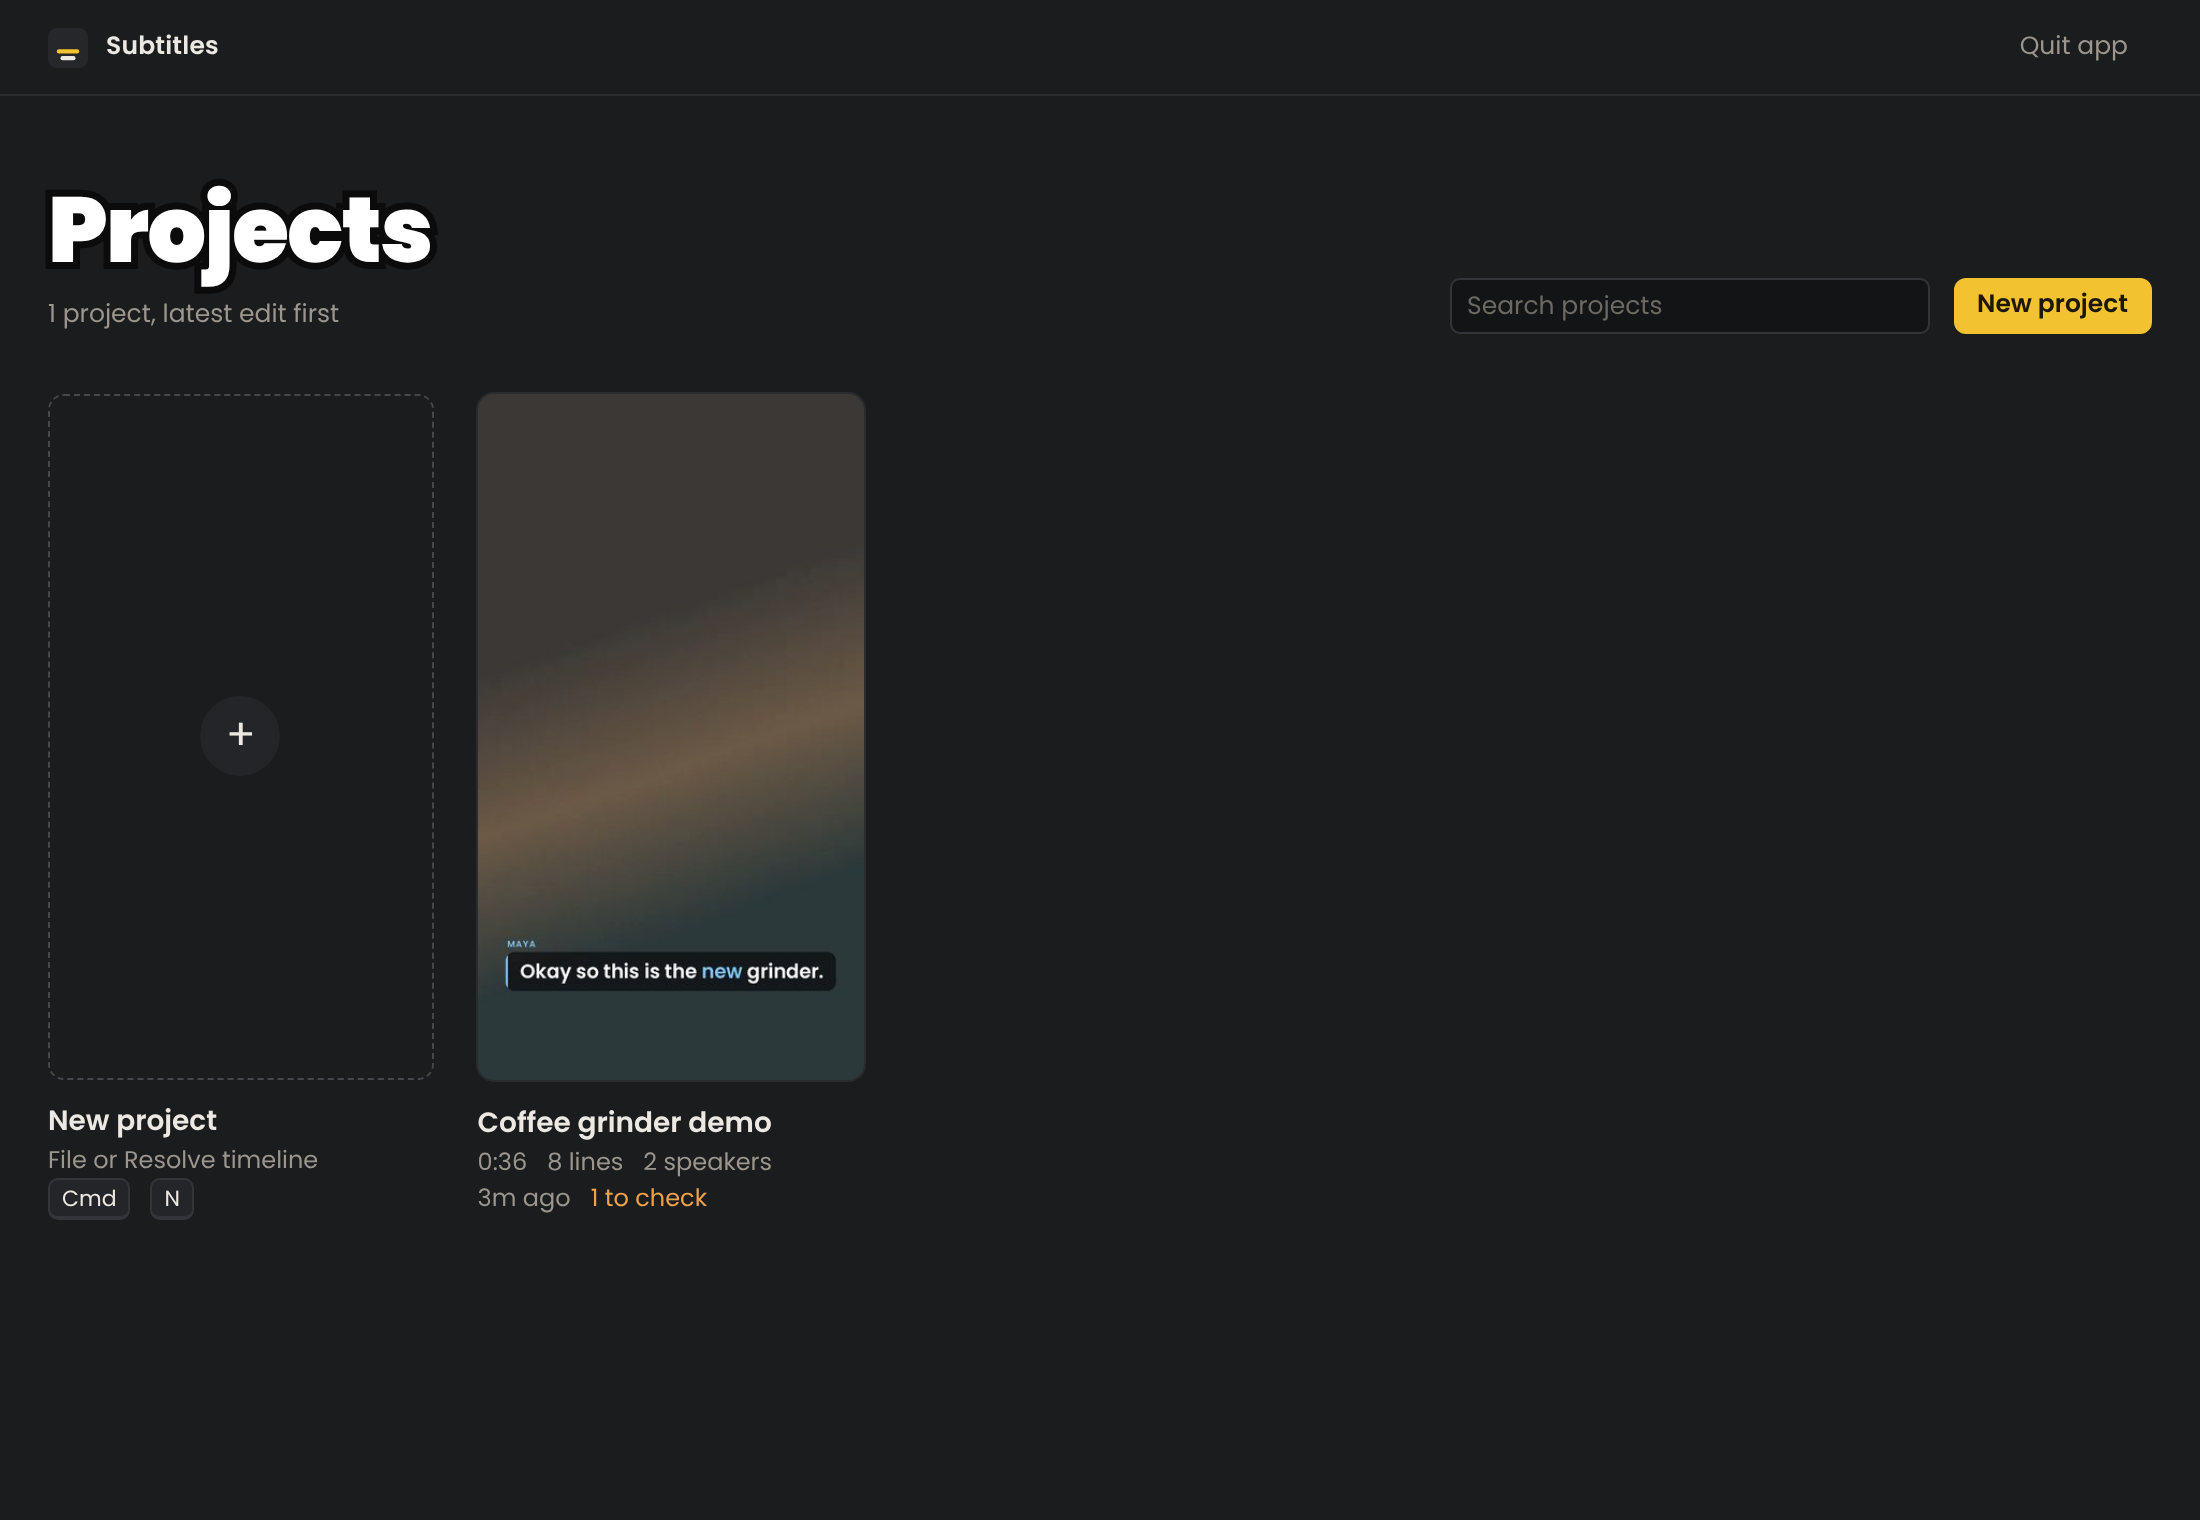 Subtitles
Quit app
Projects
1 project, latest edit first
Search projects
New project
+
MAYA
Okay so this is the new grinder.
New project
File or Resolve timeline
Cmd N
Coffee grinder demo
0:36 8 lines 2 speakers
3m ago 1 to check